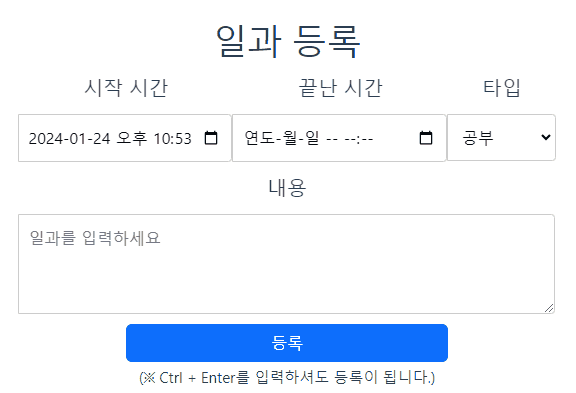 일과 등록
시작 시간 끝난 시간 타입
2024-01-24 오후 10:53 연도-월-일 -- --:-- 공부
내용
일과를 입력하세요
등록
(※ Ctrl + Enter를 입력하셔도 등록이 됩니다.)